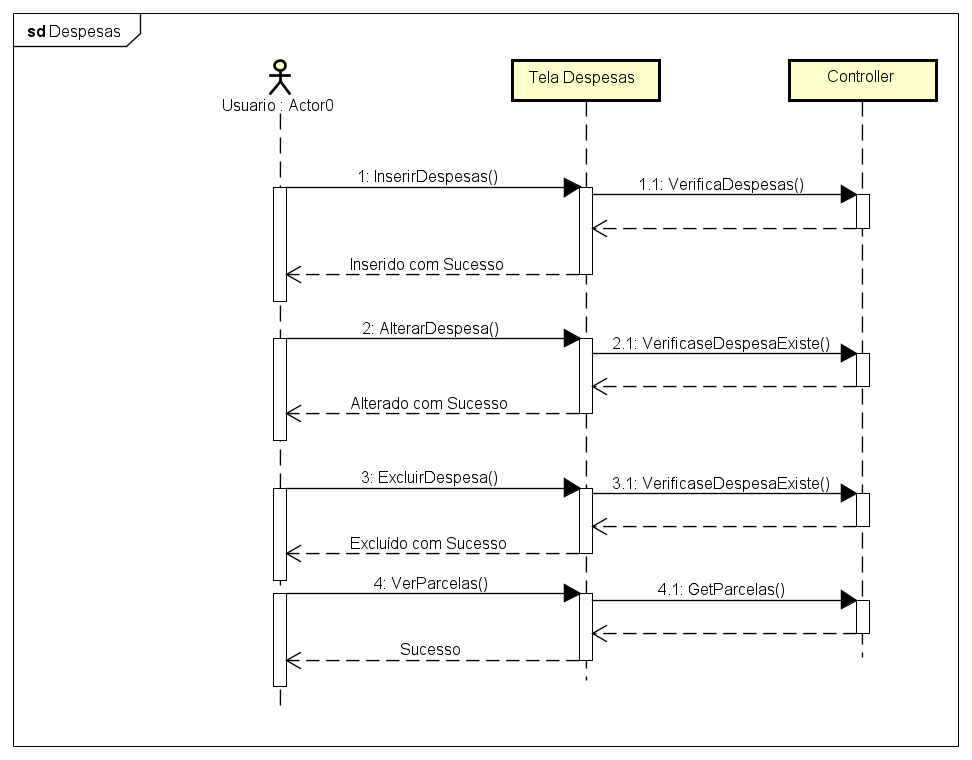 sd Despesas
Usuario : Actor0
Tela Despesas
Controller
1: InserirDespesas()
1.1: VerificaDespesas()
Inserido com Sucesso
2: AlterarDespesa()
2.1: VerificaseDespesaExiste()
Alterado com Sucesso
3: ExcluirDespesa()
3.1: VerificaseDespesaExiste()
Excluído com Sucesso
4: VerParcelas()
4.1: GetParcelas()
Sucesso